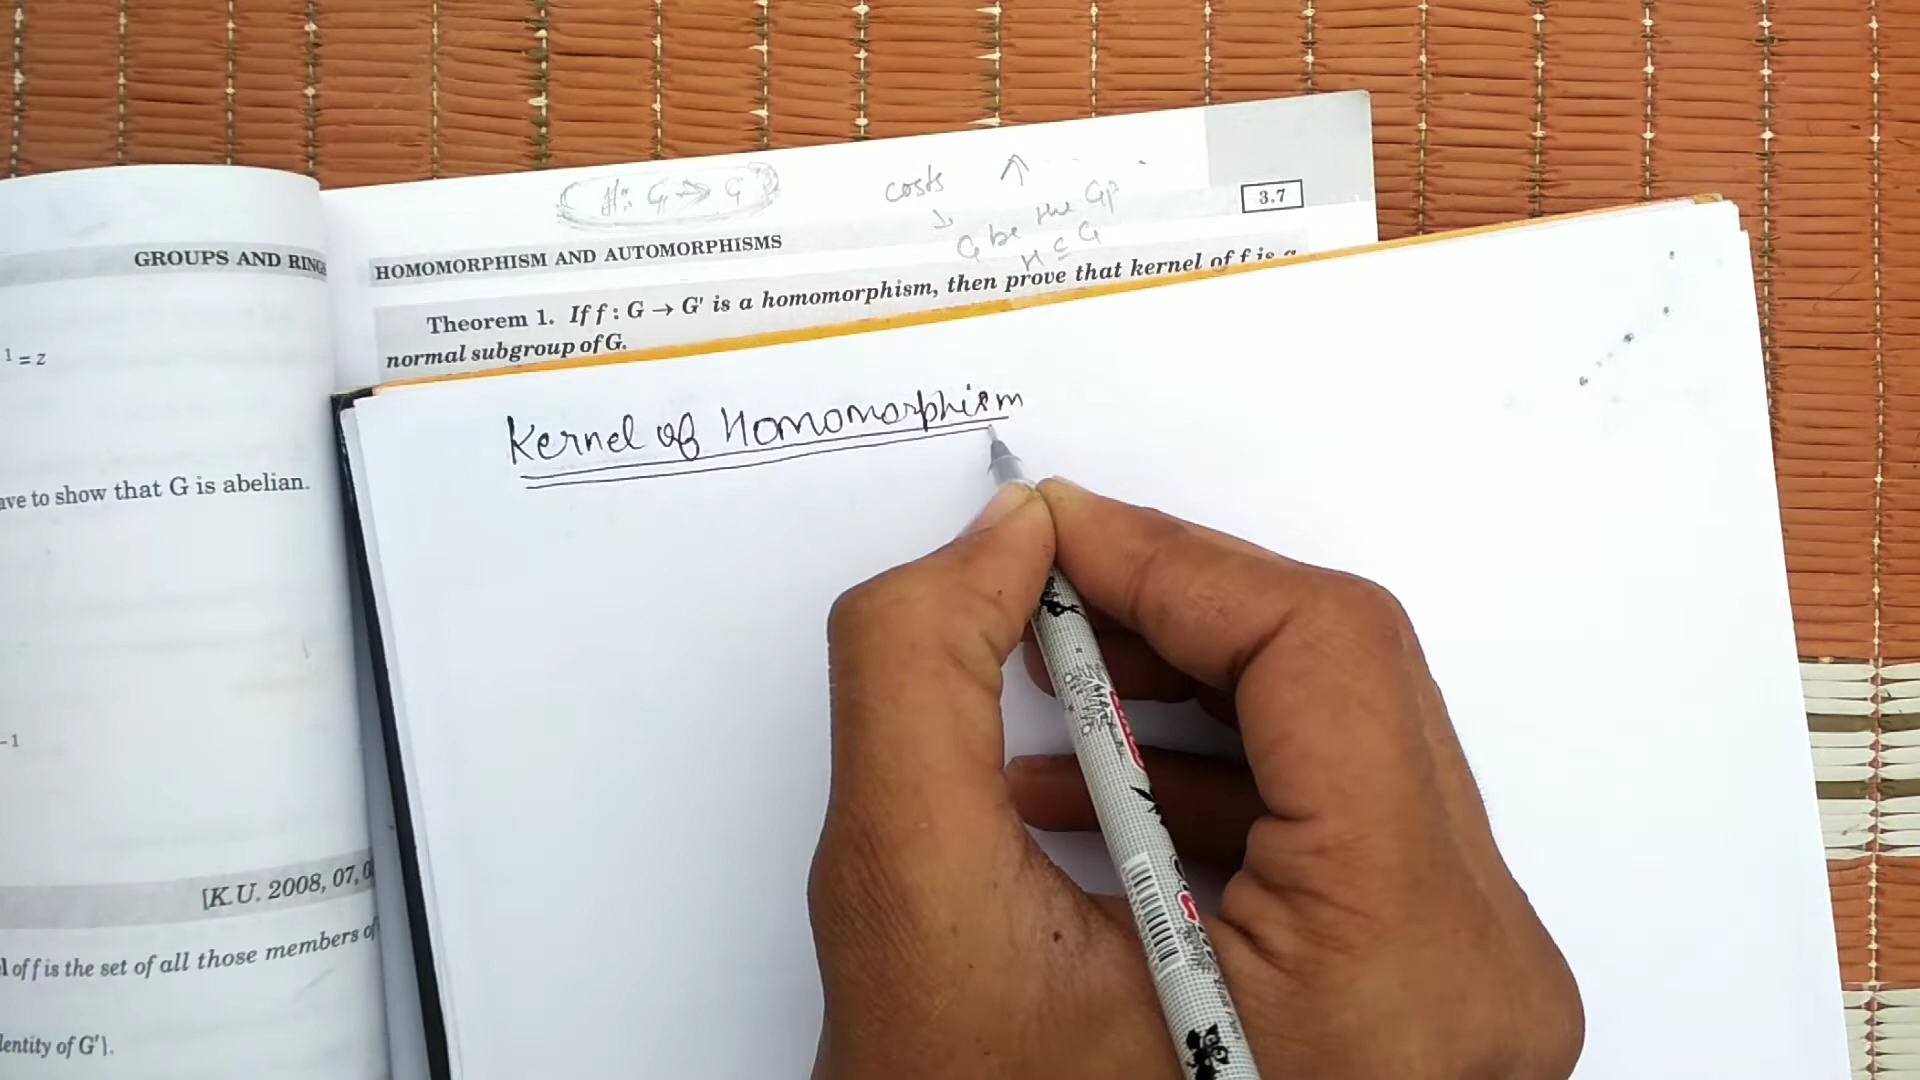 GROUPS AND RING
1 = z
ave to show that G is abelian.
-1
[K.U. 2008, 07, 0
l of f is the set of all those members of
dentity of G'}.
G → G
costs ↑
↓
G be the Gp
H ⊆ G
3.7
HOMOMORPHISM AND AUTOMORPHISMS
Theorem 1. If f : G → G' is a homomorphism, then prove that kernel of f is a
normal subgroup of G.
Kernel of Homomorphism